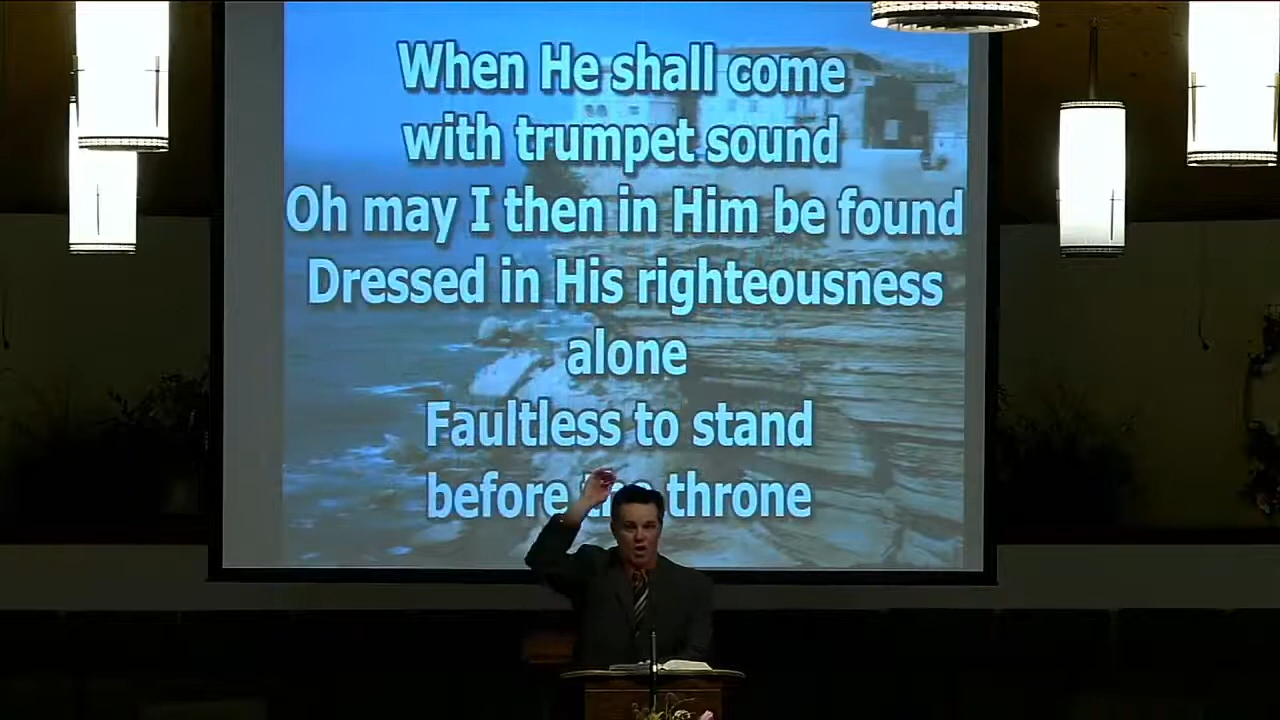 When He shall come
with trumpet sound
Oh may I then in Him be found
Dressed in His righteousness
alone
Faultless to stand
before the throne